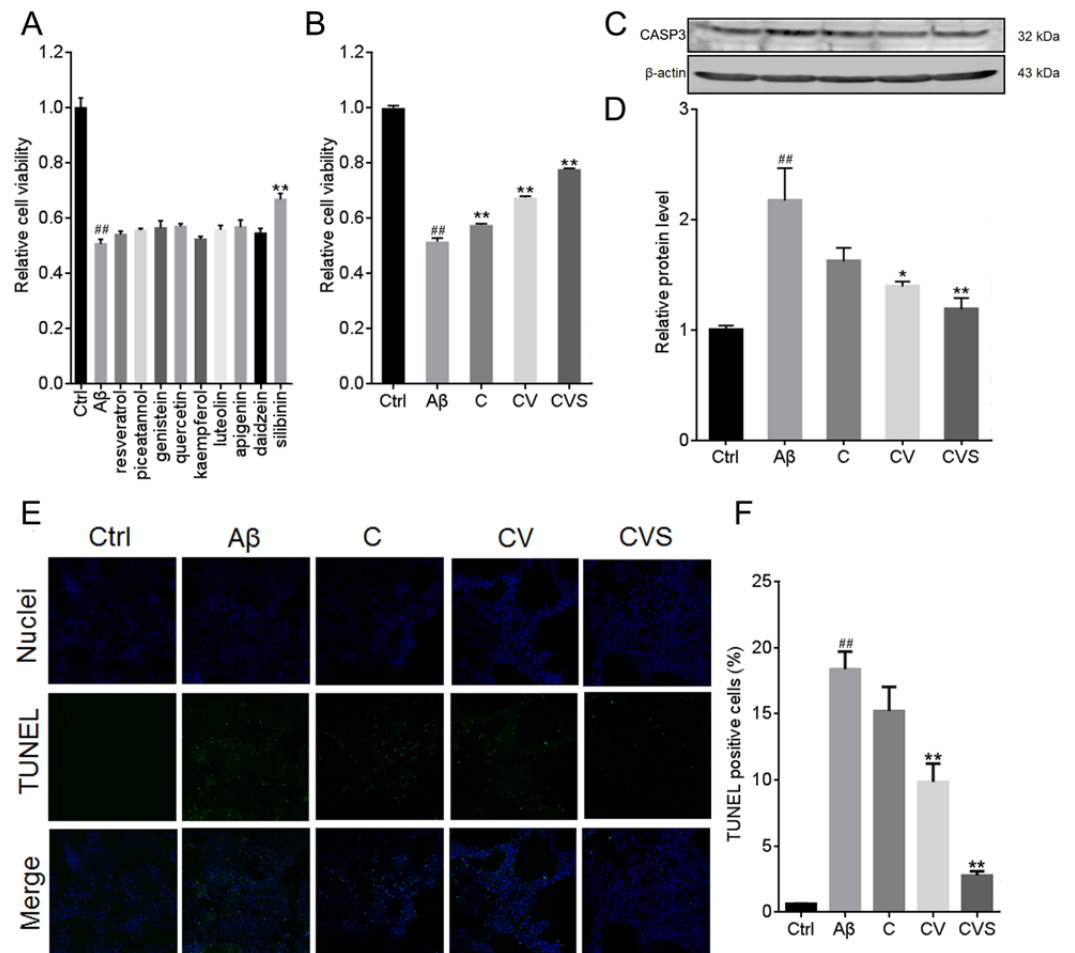 A
Relative cell viability
1.2
1.0
0.8
0.6
0.4
0.2
0.0
##
**
Ctrl
Aβ
resveratrol
piceatannol
genistein
quercetin
kaempferol
luteolin
apigenin
daidzein
silibinin
B
Relative cell viability
1.2
1.0
0.8
0.6
0.4
0.2
0.0
##
**
**
**
Ctrl Aβ C CV CVS
C
CASP3 32 kDa
β-actin 43 kDa
D
Relative protein level
3
2
1
0
##
*
**
Ctrl Aβ C CV CVS
E
Ctrl Aβ C CV CVS
Nuclei
TUNEL
Merge
F
TUNEL positive cells (%)
25
20
15
10
5
0
##
**
**
Ctrl Aβ C CV CVS